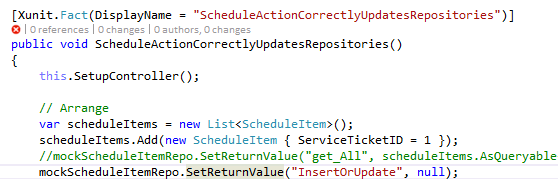 [Xunit.Fact(DisplayName = "ScheduleActionCorrectlyUpdatesRepositories")]
0 references | 0 changes | 0 authors, 0 changes
public void ScheduleActionCorrectlyUpdatesRepositories()
{
this.SetupController();
// Arrange
var scheduleItems = new List<ScheduleItem>();
scheduleItems.Add(new ScheduleItem { ServiceTicketID = 1 });
//mockScheduleItemRepo.SetReturnValue("get_All", scheduleItems.AsQueryable
mockScheduleItemRepo.SetReturnValue("InsertOrUpdate", null);